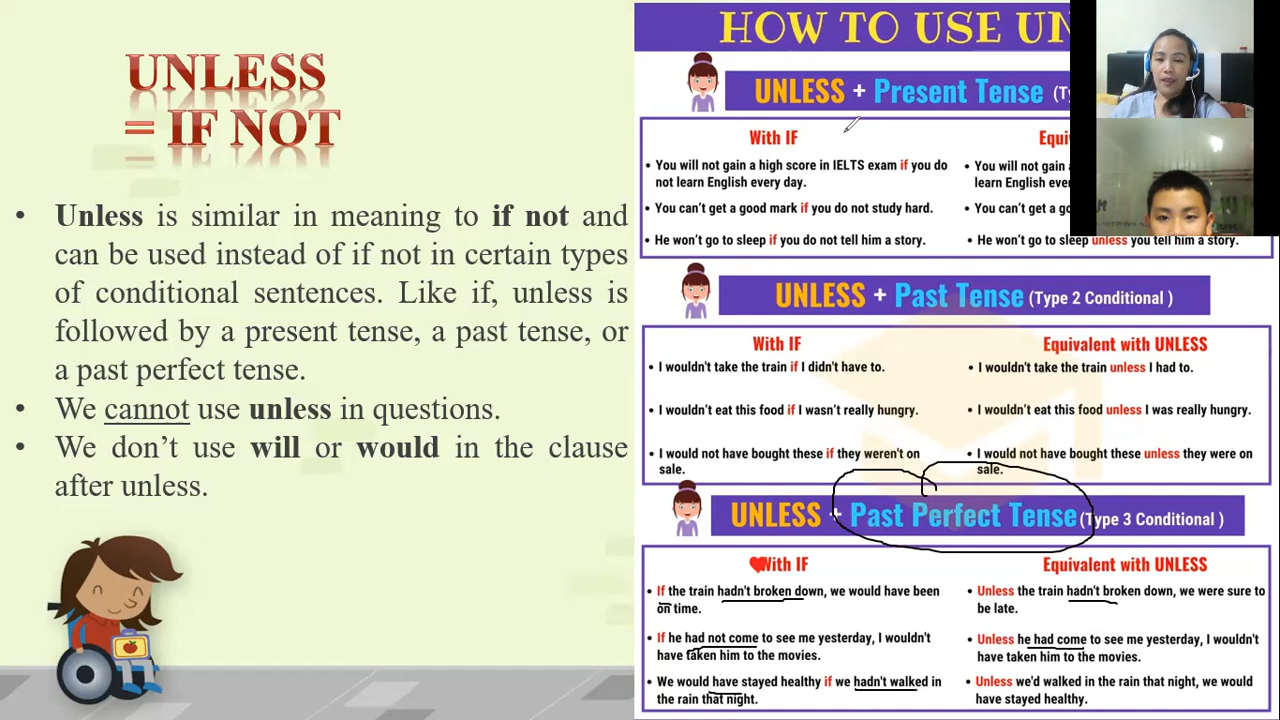 UNLESS
= IF NOT
• Unless is similar in meaning to if not and
can be used instead of if not in certain types
of conditional sentences. Like if, unless is
followed by a present tense, a past tense, or
a past perfect tense.
• We cannot use unless in questions.
• We don't use will or would in the clause
after unless.
HOW TO USE UN
UNLESS + Present Tense (Ty
With IF
• You will not gain a high score in IELTS exam if you do
not learn English every day.
• You can't get a good mark if you do not study hard.
• He won't go to sleep if you do not tell him a story.
Equi
• You will not gain
learn English eve
• You can't get a go
• He won't go to sleep unless you tell him a story.
UNLESS + Past Tense (Type 2 Conditional )
With IF
• I wouldn't take the train if I didn't have to.
• I wouldn't eat this food if I wasn't really hungry.
• I would not have bought these if they weren't on
sale.
Equivalent with UNLESS
• I wouldn't take the train unless I had to.
• I wouldn't eat this food unless I was really hungry.
• I would not have bought these unless they were on
sale.
UNLESS + Past Perfect Tense (Type 3 Conditional )
With IF
• If the train hadn't broken down, we would have been
on time.
• If he had not come to see me yesterday, I wouldn't
have taken him to the movies.
• We would have stayed healthy if we hadn't walked in
the rain that night.
Equivalent with UNLESS
• Unless the train hadn't broken down, we were sure to
be late.
• Unless he had come to see me yesterday, I wouldn't
have taken him to the movies.
• Unless we'd walked in the rain that night, we would
have stayed healthy.